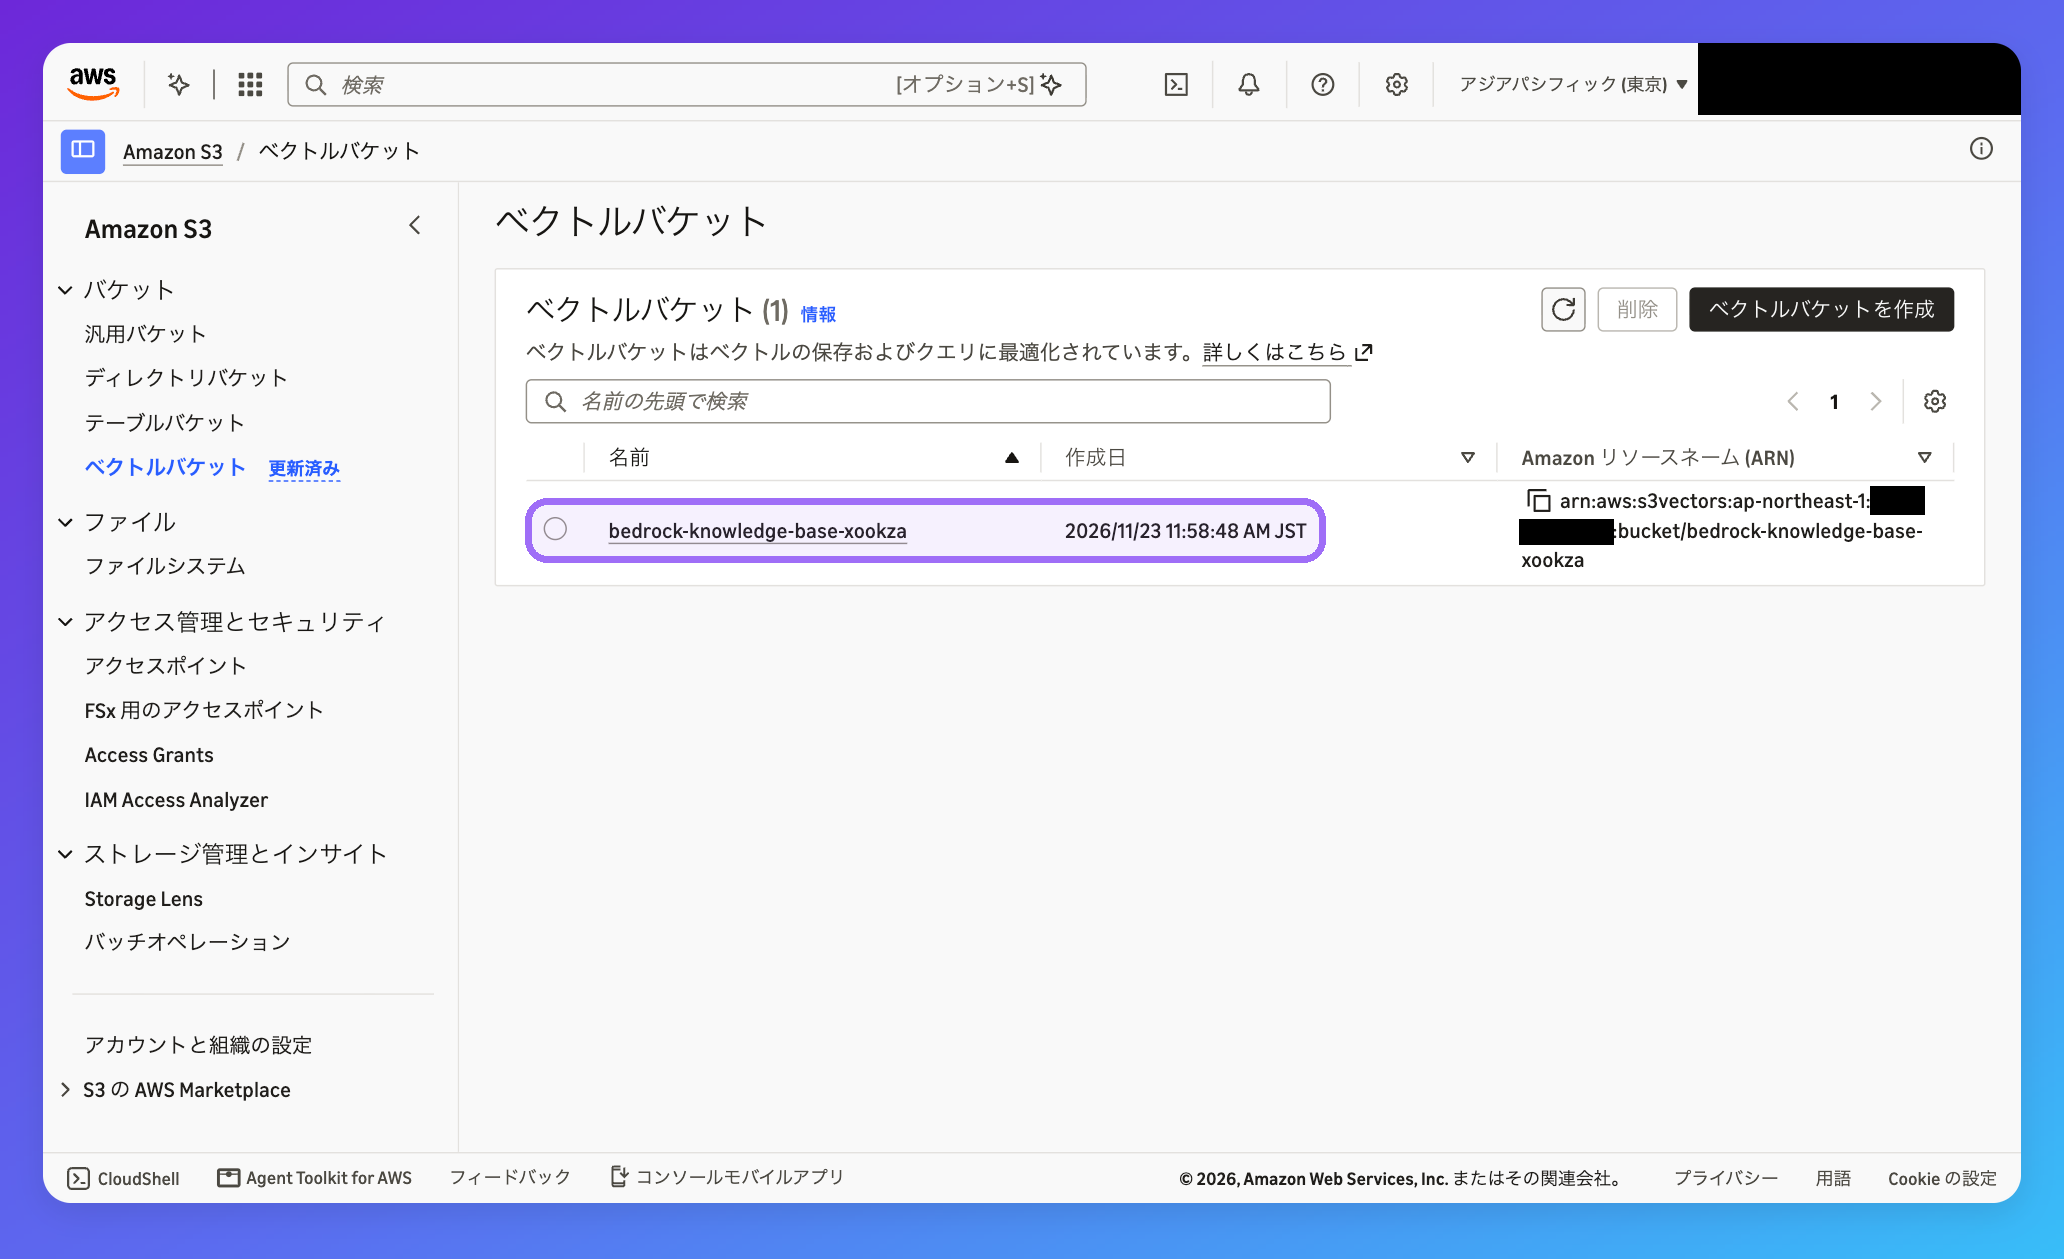 aws
検索 [オプション+S]
アジアパシフィック (東京) ▼
Amazon S3 / ベクトルバケット
Amazon S3
バケット
汎用バケット
ディレクトリバケット
テーブルバケット
ベクトルバケット 更新済み
ファイル
ファイルシステム
アクセス管理とセキュリティ
アクセスポイント
FSx 用のアクセスポイント
Access Grants
IAM Access Analyzer
ストレージ管理とインサイト
Storage Lens
バッチオペレーション
アカウントと組織の設定
S3 の AWS Marketplace
ベクトルバケット
ベクトルバケット (1) 情報
削除
ベクトルバケットを作成
ベクトルバケットはベクトルの保存およびクエリに最適化されています。詳しくはこちら
名前の先頭で検索
1
名前 作成日 Amazon リソースネーム (ARN)
bedrock-knowledge-base-xookza 2026/11/23 11:58:48 AM JST
arn:aws:s3vectors:ap-northeast-1:
:bucket/bedrock-knowledge-base-
xookza
CloudShell Agent Toolkit for AWS フィードバック コンソールモバイルアプリ © 2026, Amazon Web Services, Inc. またはその関連会社。 プライバシー 用語 Cookie の設定